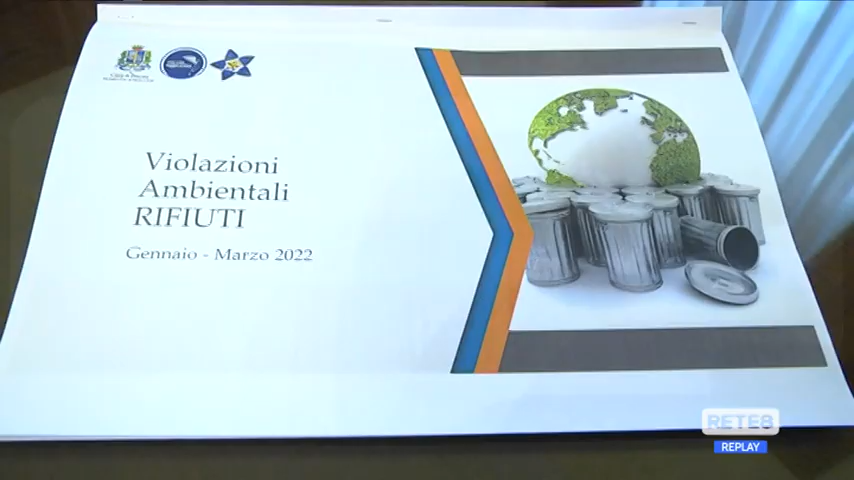 Violazioni
Ambientali
RIFIUTI
Gennaio - Marzo 2022
RETE8
REPLAY